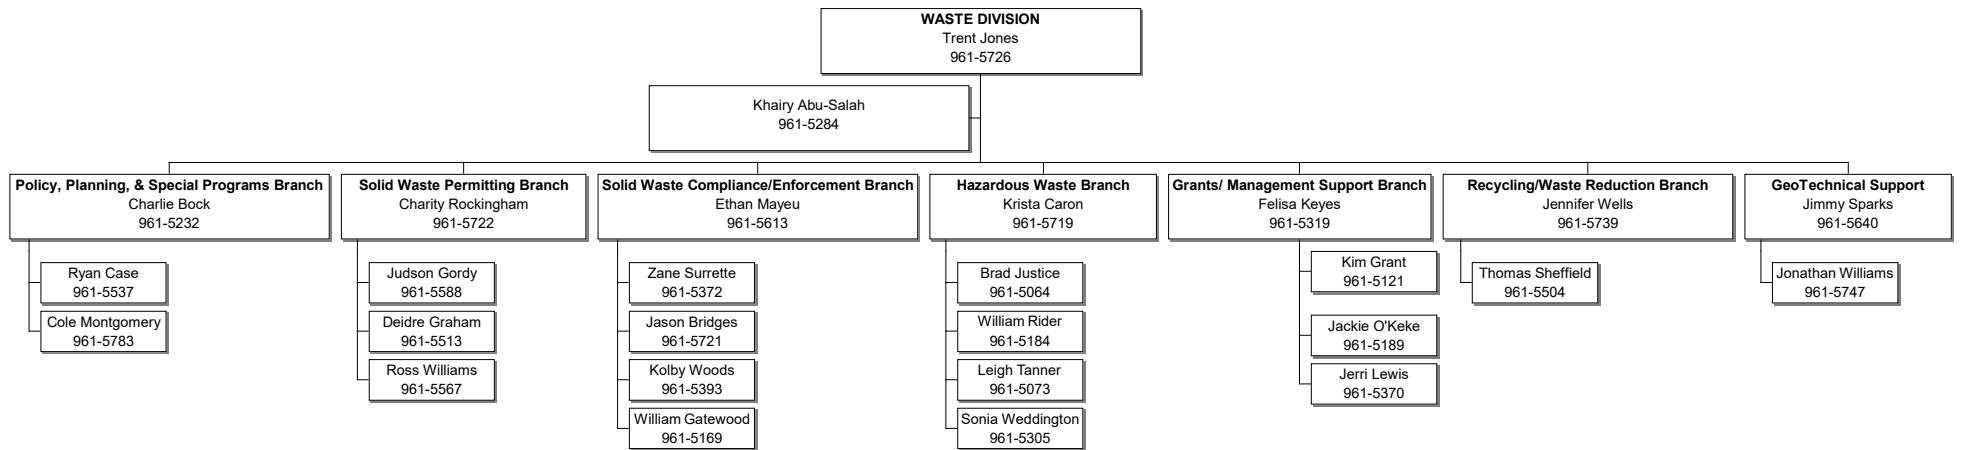 WASTE DIVISION
Trent Jones
961-5726
Khairy Abu-Salah
961-5284
Policy, Planning, & Special Programs Branch
Charlie Bock
961-5232
Ryan Case
961-5537
Cole Montgomery
961-5783
Solid Waste Permitting Branch
Charity Rockingham
961-5722
Judson Gordy
961-5588
Deidre Graham
961-5513
Ross Williams
961-5567
Solid Waste Compliance/Enforcement Branch
Ethan Mayeu
961-5613
Zane Surrette
961-5372
Jason Bridges
961-5721
Kolby Woods
961-5393
William Gatewood
961-5169
Hazardous Waste Branch
Krista Caron
961-5719
Brad Justice
961-5064
William Rider
961-5184
Leigh Tanner
961-5073
Sonia Weddington
961-5305
Grants/ Management Support Branch
Felisa Keyes
961-5319
Kim Grant
961-5121
Jackie O'Keke
961-5189
Jerri Lewis
961-5370
Recycling/Waste Reduction Branch
Jennifer Wells
961-5739
Thomas Sheffield
961-5504
GeoTechnical Support
Jimmy Sparks
961-5640
Jonathan Williams
961-5747